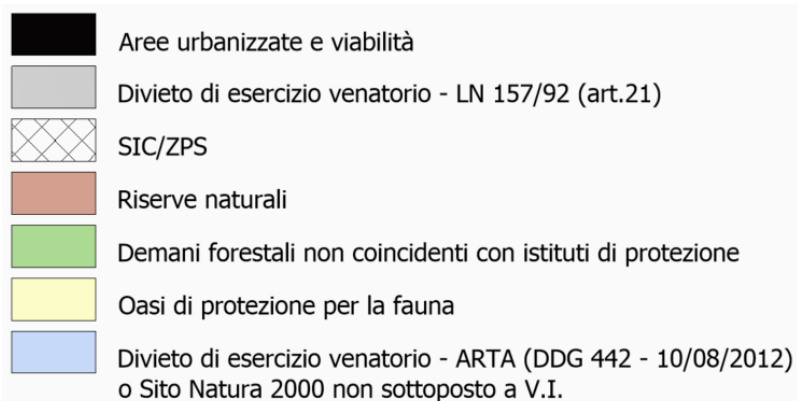 Aree urbanizzate e viabilità
Divieto di esercizio venatorio - LN 157/92 (art.21)
SIC/ZPS
Riserve naturali
Demani forestali non coincidenti con istituti di protezione
Oasi di protezione per la fauna
Divieto di esercizio venatorio - ARTA (DDG 442 - 10/08/2012)
o Sito Natura 2000 non sottoposto a V.I.